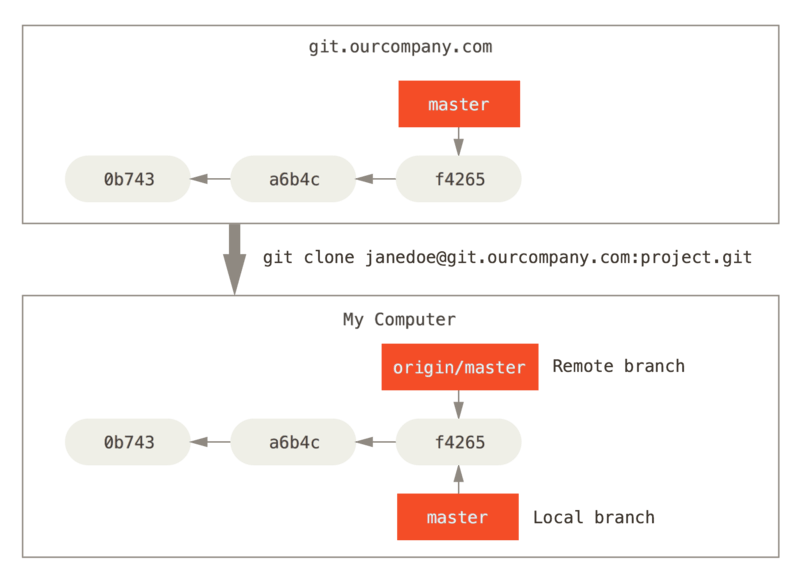 git.ourcompany.com
master
0b743 a6b4c f4265
git clone janedoe@git.ourcompany.com:project.git
My Computer
origin/master Remote branch
0b743 a6b4c f4265
master Local branch